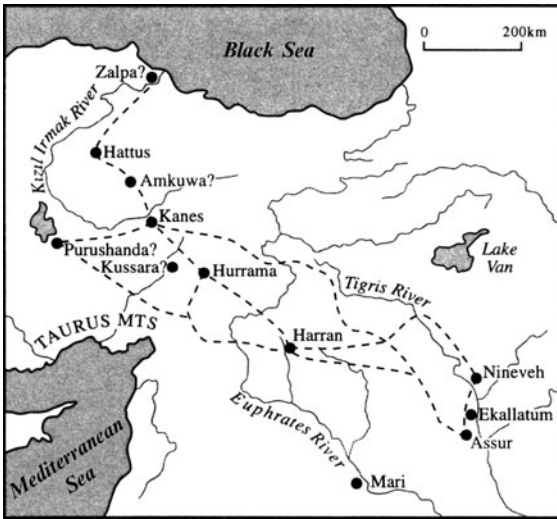 Black Sea
0
200km
Zalpa?
Kızıl Irmak River
Hattus
Amkuwa?
Kanes
Purushanda?
Kussara?
Hurrama
Lake
Van
Tigris River
TAURUS MTS
Harran
Nineveh
Euphrates River
Ekallatum
Assur
Mediterranean
Sea
Mari